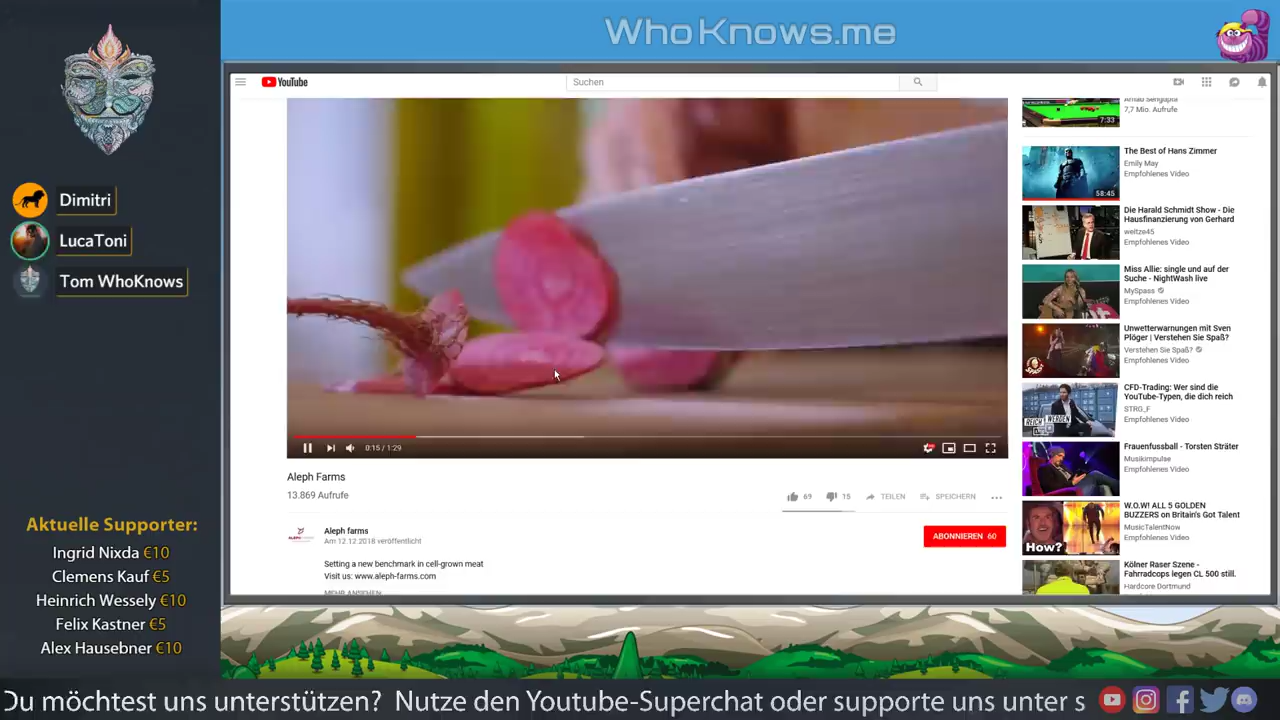 WhoKnows.me
YouTube
Suchen
Dimitri
LucaToni
Tom WhoKnows
Aktuelle Supporter:
Ingrid Nixda €10
Clemens Kauf €5
Heinrich Wessely €10
Felix Kastner €5
Alex Hausebner €10
0:15 / 1:29
Aleph Farms
13.869 Aufrufe
69
15
TEILEN
SPEICHERN
Aleph farms
Am 12.12.2018 veröffentlicht
ABONNIEREN 60
Setting a new benchmark in cell-grown meat
Visit us: www.aleph-farms.com
MEHR ANSEHEN
7,7 Mio. Aufrufe
7:33
The Best of Hans Zimmer
Emily May
Empfohlenes Video
58:45
Die Harald Schmidt Show - Die
Hausfinanzierung von Gerhard
weltze45
Empfohlenes Video
Miss Allie: single und auf der
Suche - NightWash live
MySpass
Empfohlenes Video
Unwetterwarnungen mit Sven
Plöger | Verstehen Sie Spaß?
Verstehen Sie Spaß?
Empfohlenes Video
CFD-Trading: Wer sind die
YouTube-Typen, die dich reich
STRG_F
Empfohlenes Video
REICH WERDEN
Frauenfussball - Torsten Sträter
Musikimpulse
Empfohlenes Video
W.O.W! ALL 5 GOLDEN
BUZZERS on Britain's Got Talent
MusicTalentNow
Empfohlenes Video
How?
Kölner Raser Szene -
Fahrradcops legen CL 500 still.
Hardcore Dortmund
Du möchtest uns unterstützen? Nutze den Youtube-Superchat oder supporte uns unter s